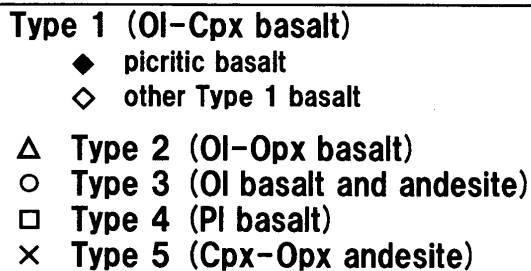 Type 1 (Ol-Cpx basalt)
◆ picritic basalt
◇ other Type 1 basalt
△ Type 2 (Ol-Opx basalt)
○ Type 3 (Ol basalt and andesite)
□ Type 4 (Pl basalt)
× Type 5 (Cpx-Opx andesite)